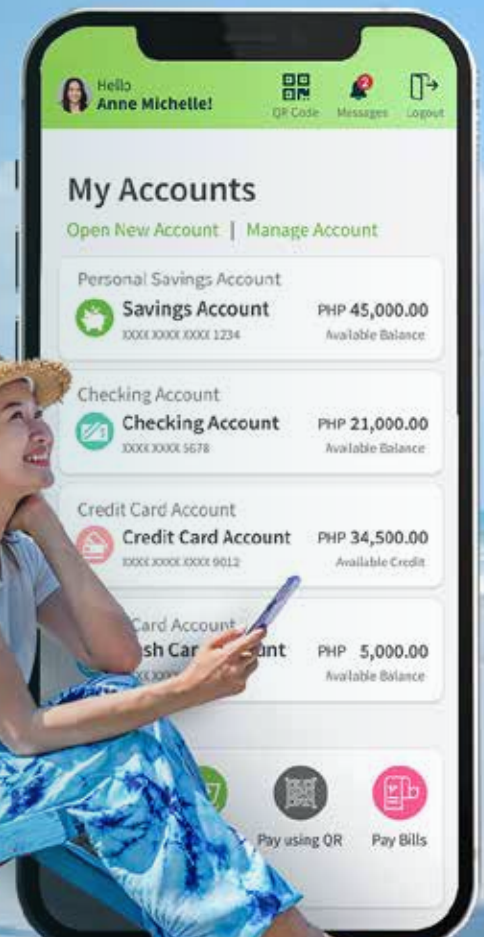 Hello
Anne Michelle!
2
QR Code Messages Logout
My Accounts
Open New Account | Manage Account
Personal Savings Account
Savings Account PHP 45,000.00
XXXX XXXX XXXX 1234 Available Balance
Checking Account
Checking Account PHP 21,000.00
XXXX XXXX 5678 Available Balance
Credit Card Account
Credit Card Account PHP 34,500.00
XXXX XXXX XXXX 9012 Available Credit
Card Account
PHP 5,000.00
Available Balance
Pay using QR Pay Bills